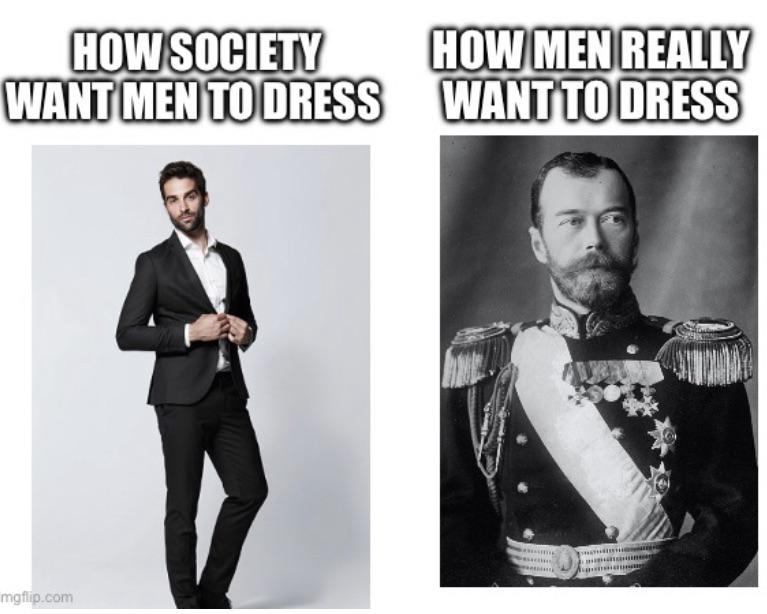 HOW SOCIETY
WANT MEN TO DRESS
HOW MEN REALLY
WANT TO DRESS
mgflip.com